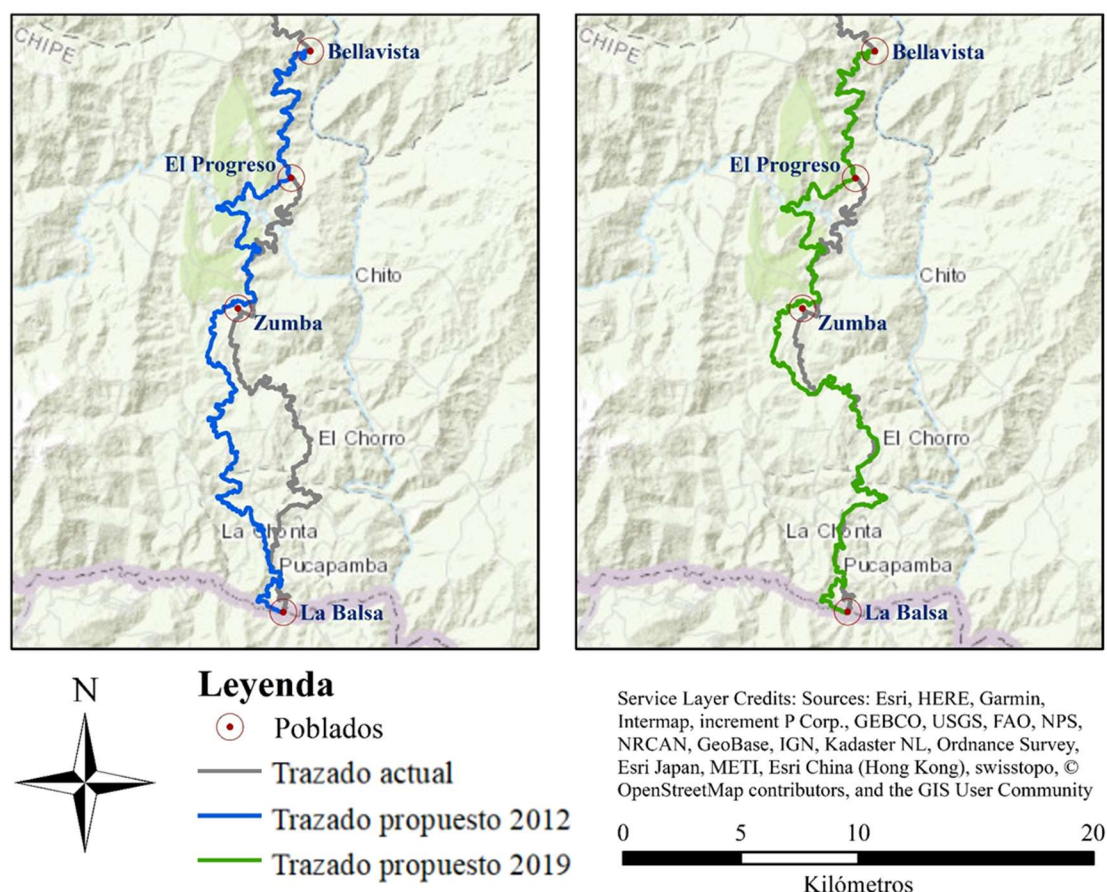 CHIPE
Bellavista
El Progreso
Chito
Zumba
El Chorro
La Chonta
Pucapamba
La Balsa
CHIPE
Bellavista
El Progreso
Chito
Zumba
El Chorro
La Chonta
Pucapamba
La Balsa
N
Leyenda
Poblados
Trazado actual
Trazado propuesto 2012
Trazado propuesto 2019
Service Layer Credits: Sources: Esri, HERE, Garmin,
Intermap, increment P Corp., GEBCO, USGS, FAO, NPS,
NRCAN, GeoBase, IGN, Kadaster NL, Ordnance Survey,
Esri Japan, METI, Esri China (Hong Kong), swisstopo, ©
OpenStreetMap contributors, and the GIS User Community
0 5 10 20
Kilómetros